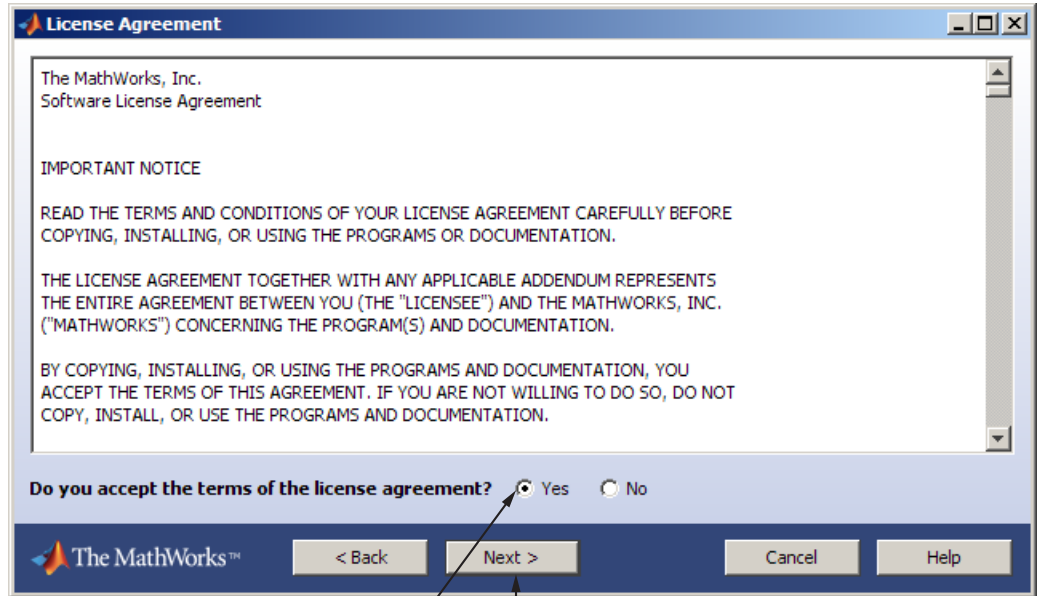 License Agreement
The MathWorks, Inc.
Software License Agreement
IMPORTANT NOTICE
READ THE TERMS AND CONDITIONS OF YOUR LICENSE AGREEMENT CAREFULLY BEFORE
COPYING, INSTALLING, OR USING THE PROGRAMS OR DOCUMENTATION.
THE LICENSE AGREEMENT TOGETHER WITH ANY APPLICABLE ADDENDUM REPRESENTS
THE ENTIRE AGREEMENT BETWEEN YOU (THE "LICENSEE") AND THE MATHWORKS, INC.
("MATHWORKS") CONCERNING THE PROGRAM(S) AND DOCUMENTATION.
BY COPYING, INSTALLING, OR USING THE PROGRAMS AND DOCUMENTATION, YOU
ACCEPT THE TERMS OF THIS AGREEMENT. IF YOU ARE NOT WILLING TO DO SO, DO NOT
COPY, INSTALL, OR USE THE PROGRAMS AND DOCUMENTATION.
Do you accept the terms of the license agreement? Yes No
The MathWorks™ < Back Next > Cancel Help